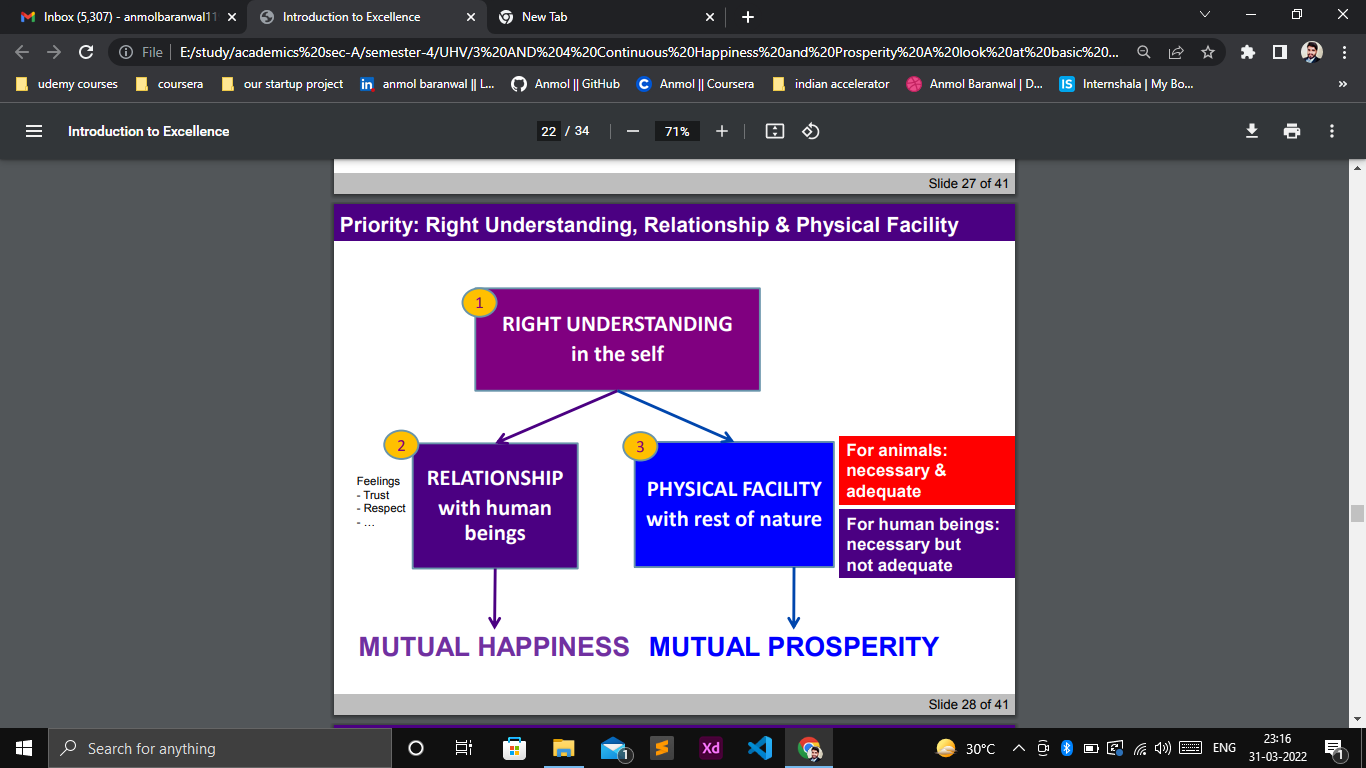 Inbox (5,307) - anmolbaranwal11
Introduction to Excellence
New Tab
File
E:/study/academics%20sec-A/semester-4/UHV/3%20AND%204%20Continuous%20Happiness%20and%20Prosperity%20A%20look%20at%20basic%20...
udemy courses
coursera
our startup project
in
anmol baranwal || L...
Anmol || GitHub
C
Anmol || Coursera
indian accelerator
Anmol Baranwal | D...
IS
Internshala | My Bo...
»
Introduction to Excellence
22 / 34
71%
Slide 27 of 41
Priority: Right Understanding, Relationship & Physical Facility
1
RIGHT UNDERSTANDING
in the self
2
Feelings
- Trust
- Respect
- …
RELATIONSHIP
with human
beings
3
PHYSICAL FACILITY
with rest of nature
For animals:
necessary &
adequate
For human beings:
necessary but
not adequate
MUTUAL HAPPINESS
MUTUAL PROSPERITY
Slide 28 of 41
Search for anything
1
Xd
30°C
ENG
23:16
31-03-2022
1